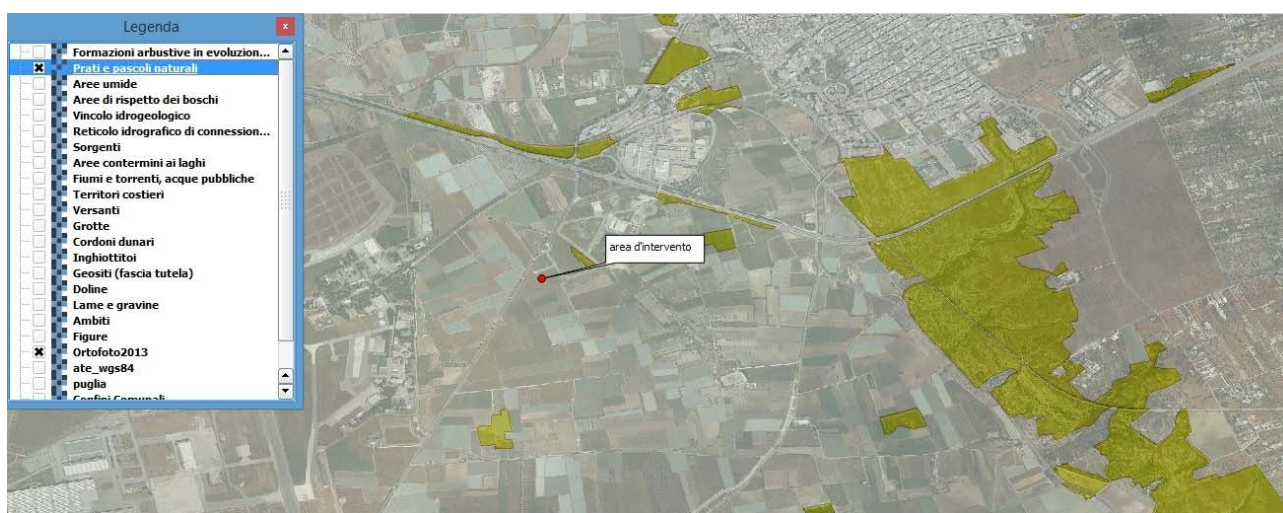 Legenda
x
Formazioni arbustive in evoluzion...
Prati e pascoli naturali
Aree umide
Aree di rispetto dei boschi
Vincolo idrogeologico
Reticolo idrografico di connession...
Sorgenti
Aree contermini ai laghi
Fiumi e torrenti, acque pubbliche
Territori costieri
Versanti
Grotte
Cordoni dunari
Inghiottitoi
Geositi (fascia tutela)
Doline
Lame e gravine
Ambiti
Figure
Ortofoto2013
ate_wgs84
puglia
Confini Comunali
area d'intervento